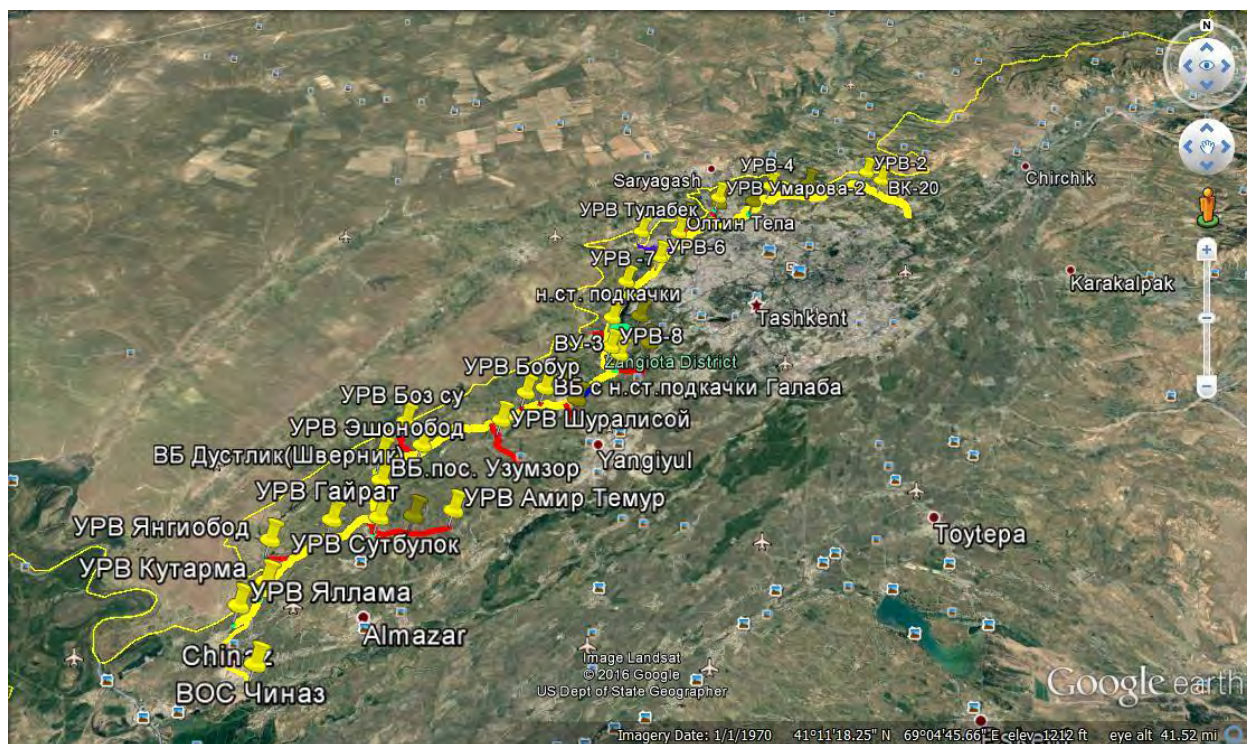 N
УРВ-4
УРВ-2
Saryagash
УРВ Умарова-2
ВК-20
Chirchik
УРВ Тулабек
Олтин Тепа
УРВ-6
УРВ -7
Karakalpak
н.ст. подкачки
Tashkent
ВУ-3
УРВ-8
Zangiota District
УРВ Бобур
ВБ с н.ст.подкачки Галаба
УРВ Боз су
УРВ Шуралисой
УРВ Эшонобод
ВБ Дустлик(Шверник)
ВБ.пос. Узумзор
Yangiyul
УРВ Гайрат
УРВ Амир Темур
УРВ Янгиобод
УРВ Сутбулок
Toytepa
УРВ Кутарма
УРВ Яллама
Almazar
Chinaz
ВОС Чиназ
Image Landsat
© 2016 Google
US Dept of State Geographer
Google earth
Imagery Date: 1/1/1970 41°11'18.25" N 69°04'45.66" E elev 1212 ft eye alt 41.52 mi